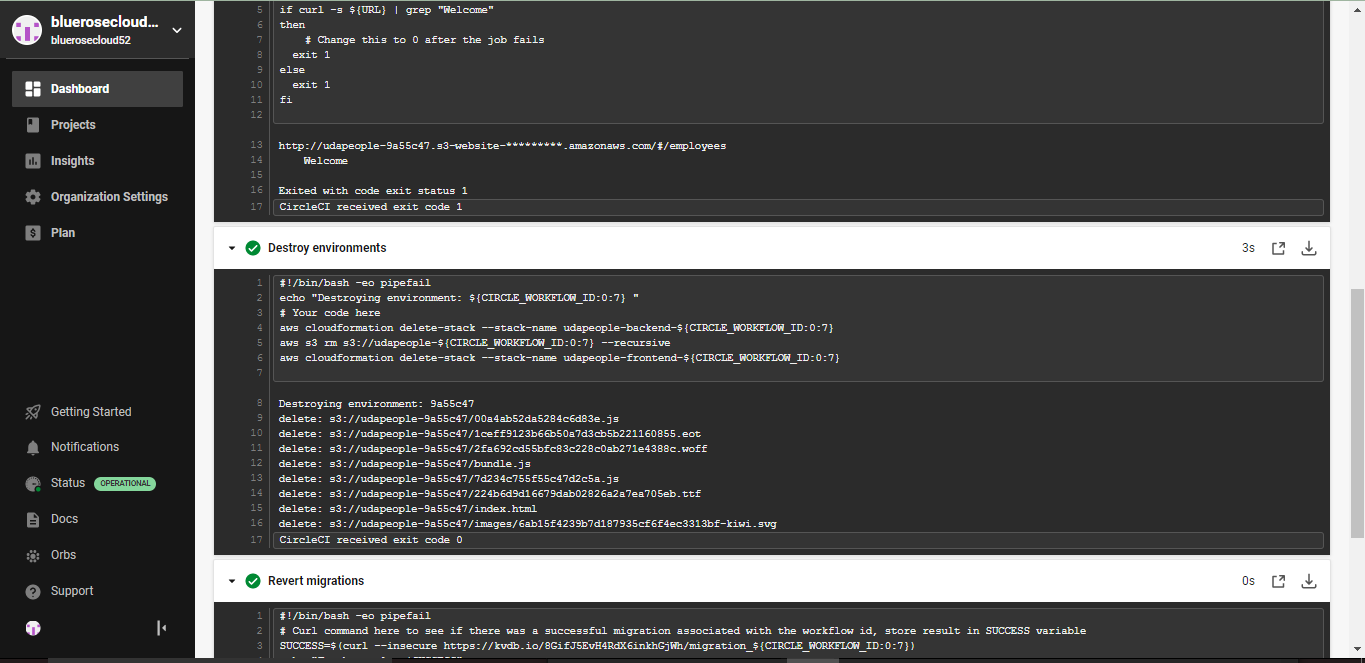 bluerosecloud...
bluerosecloud52
Dashboard
Projects
Insights
Organization Settings
Plan
Getting Started
Notifications
Status OPERATIONAL
Docs
Orbs
Support
5 if curl -s ${URL} | grep "Welcome"
6 then
7 # Change this to 0 after the job fails
8 exit 1
9 else
10 exit 1
11 fi
12
13 http://udapeople-9a55c47.s3-website-*********.amazonaws.com/#/employees
14 Welcome
15
16 Exited with code exit status 1
17 CircleCI received exit code 1
Destroy environments 3s
1 #!/bin/bash -eo pipefail
2 echo "Destroying environment: ${CIRCLE_WORKFLOW_ID:0:7} "
3 # Your code here
4 aws cloudformation delete-stack --stack-name udapeople-backend-${CIRCLE_WORKFLOW_ID:0:7}
5 aws s3 rm s3://udapeople-${CIRCLE_WORKFLOW_ID:0:7} --recursive
6 aws cloudformation delete-stack --stack-name udapeople-frontend-${CIRCLE_WORKFLOW_ID:0:7}
7
8 Destroying environment: 9a55c47
9 delete: s3://udapeople-9a55c47/00a4ab52da5284c6d83e.js
10 delete: s3://udapeople-9a55c47/1ceff9123b66b50a7d3cb5b221160855.eot
11 delete: s3://udapeople-9a55c47/2fa692cd55bfc83c228c0ab271e4388c.woff
12 delete: s3://udapeople-9a55c47/bundle.js
13 delete: s3://udapeople-9a55c47/7d234c755f55c47d2c5a.js
14 delete: s3://udapeople-9a55c47/224b6d9d16679dab02826a2a7ea705eb.ttf
15 delete: s3://udapeople-9a55c47/index.html
16 delete: s3://udapeople-9a55c47/images/6ab15f4239b7d187935cf6f4ec3313bf-kiwi.svg
17 CircleCI received exit code 0
Revert migrations 0s
1 #!/bin/bash -eo pipefail
2 # Curl command here to see if there was a successful migration associated with the workflow id, store result in SUCCESS variable
3 SUCCESS=$(curl --insecure https://kvdb.io/8GifJ5EvH4RdX6inkhGjWh/migration_${CIRCLE_WORKFLOW_ID:0:7})